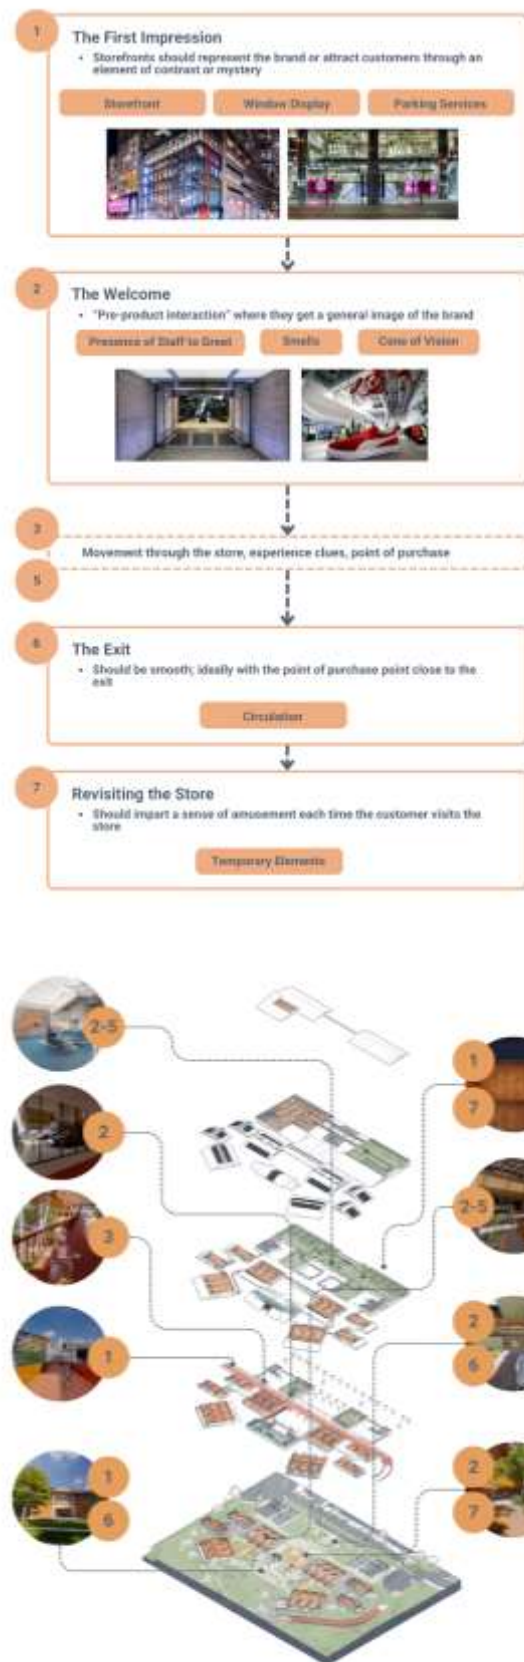 1
The First Impression
• Storefronts should represent the brand or attract customers through an
element of contrast or mystery
Storefront
Window Display
Parking Services
2
The Welcome
• "Pre-product interaction" where they get a general image of the brand
Presence of Staff to Greet
Smells
Cone of Vision
3
Movement through the store, experience clues, point of purchase
5
6
The Exit
• Should be smooth; ideally with the point of purchase point close to the
exit
Circulation
7
Revisiting the Store
• Should impart a sense of amusement each time the customer visits the
store
Temporary Elements
2-5
1
7
2
2-5
3
2
6
1
1
6
2
7